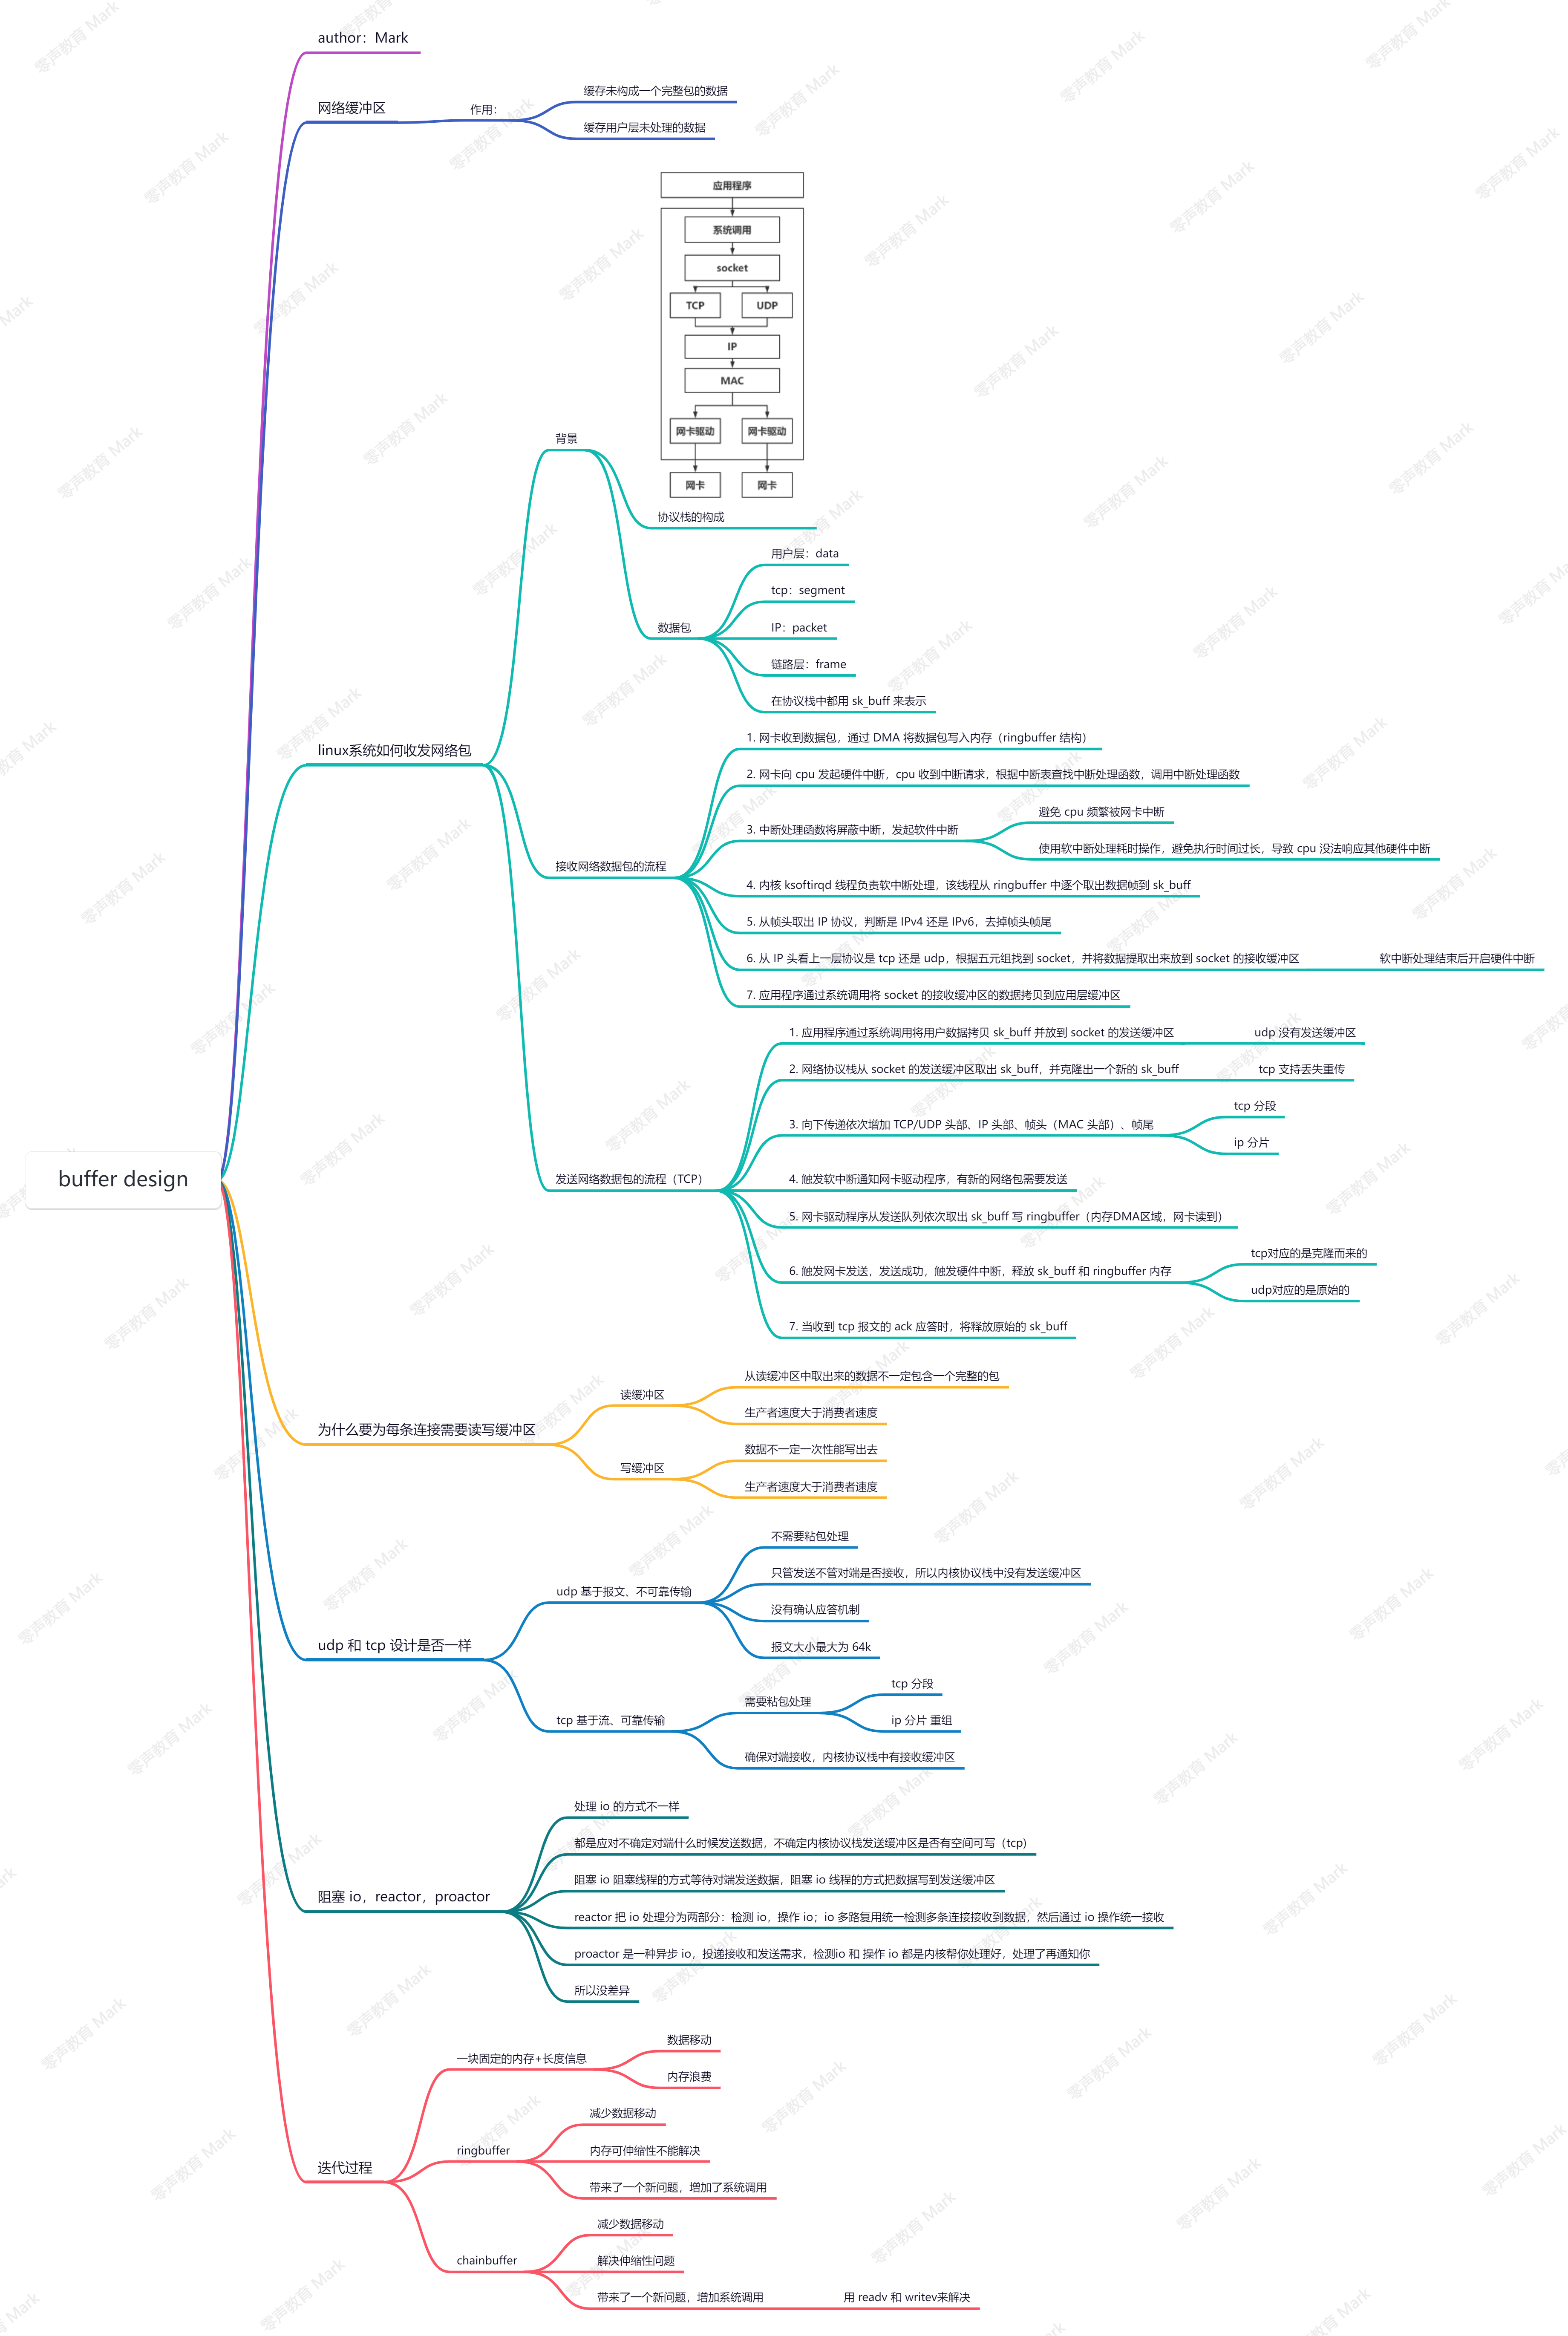 author：Mark
网络缓冲区
作用：
缓存未构成一个完整包的数据
缓存用户层未处理的数据
应用程序
系统调用
socket
TCP
UDP
IP
MAC
网卡驱动
网卡驱动
网卡
网卡
背景
协议栈的构成
数据包
用户层：data
tcp：segment
IP：packet
链路层：frame
在协议栈中都用 sk_buff 来表示
linux系统如何收发网络包
接收网络数据包的流程
1. 网卡收到数据包，通过 DMA 将数据包写入内存（ringbuffer 结构）
2. 网卡向 cpu 发起硬件中断，cpu 收到中断请求，根据中断表查找中断处理函数，调用中断处理函数
3. 中断处理函数将屏蔽中断，发起软件中断
避免 cpu 频繁被网卡中断
使用软中断处理耗时操作，避免执行时间过长，导致 cpu 没法响应其他硬件中断
4. 内核 ksoftirqd 线程负责软中断处理，该线程从 ringbuffer 中逐个取出数据帧到 sk_buff
5. 从帧头取出 IP 协议，判断是 IPv4 还是 IPv6，去掉帧头帧尾
6. 从 IP 头看上一层协议是 tcp 还是 udp，根据五元组找到 socket，并将数据提取出来放到 socket 的接收缓冲区
软中断处理结束后开启硬件中断
7. 应用程序通过系统调用将 socket 的接收缓冲区的数据拷贝到应用层缓冲区
发送网络数据包的流程（TCP）
1. 应用程序通过系统调用将用户数据拷贝 sk_buff 并放到 socket 的发送缓冲区
udp 没有发送缓冲区
2. 网络协议栈从 socket 的发送缓冲区取出 sk_buff，并克隆出一个新的 sk_buff
tcp 支持丢失重传
3. 向下传递依次增加 TCP/UDP 头部、IP 头部、帧头（MAC 头部）、帧尾
tcp 分段
ip 分片
4. 触发软中断通知网卡驱动程序，有新的网络包需要发送
5. 网卡驱动程序从发送队列依次取出 sk_buff 写 ringbuffer（内存DMA区域，网卡读到）
6. 触发网卡发送，发送成功，触发硬件中断，释放 sk_buff 和 ringbuffer 内存
tcp对应的是克隆而来的
udp对应的是原始的
7. 当收到 tcp 报文的 ack 应答时，将释放原始的 sk_buff
buffer design
为什么要为每条连接需要读写缓冲区
读缓冲区
从读缓冲区中取出来的数据不一定包含一个完整的包
生产者速度大于消费者速度
写缓冲区
数据不一定一次性能写出去
生产者速度大于消费者速度
udp 和 tcp 设计是否一样
udp 基于报文、不可靠传输
不需要粘包处理
只管发送不管对端是否接收，所以内核协议栈中没有发送缓冲区
没有确认应答机制
报文大小最大为 64k
tcp 基于流、可靠传输
需要粘包处理
tcp 分段
ip 分片 重组
确保对端接收，内核协议栈中有接收缓冲区
阻塞 io，reactor，proactor
处理 io 的方式不一样
都是应对不确定对端什么时候发送数据，不确定内核协议栈发送缓冲区是否有空间可写（tcp）
阻塞 io 阻塞线程的方式等待对端发送数据，阻塞 io 线程的方式把数据写到发送缓冲区
reactor 把 io 处理分为两部分：检测 io，操作 io；io 多路复用统一检测多条连接接收到数据，然后通过 io 操作统一接收
proactor 是一种异步 io，投递接收和发送需求，检测io 和 操作 io 都是内核帮你处理好，处理了再通知你
所以没差异
迭代过程
一块固定的内存+长度信息
数据移动
内存浪费
ringbuffer
减少数据移动
内存可伸缩性不能解决
带来了一个新问题，增加了系统调用
chainbuffer
减少数据移动
解决伸缩性问题
带来了一个新问题，增加系统调用
用 readv 和 writev来解决
零声教育 Mark